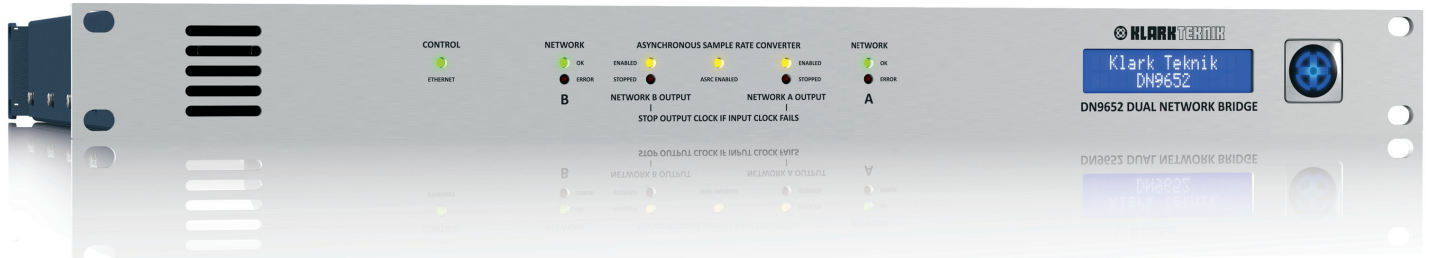 KLARK TEKNIK
CONTROL
ETHERNET
NETWORK
OK
ERROR
B
ASYNCHRONOUS SAMPLE RATE CONVERTER
ENABLED
STOPPED
ASRC ENABLED
ENABLED
STOPPED
NETWORK B OUTPUT
NETWORK A OUTPUT
STOP OUTPUT CLOCK IF INPUT CLOCK FAILS
NETWORK
OK
ERROR
A
Klark Teknik
DN9652
DN9652 DUAL NETWORK BRIDGE